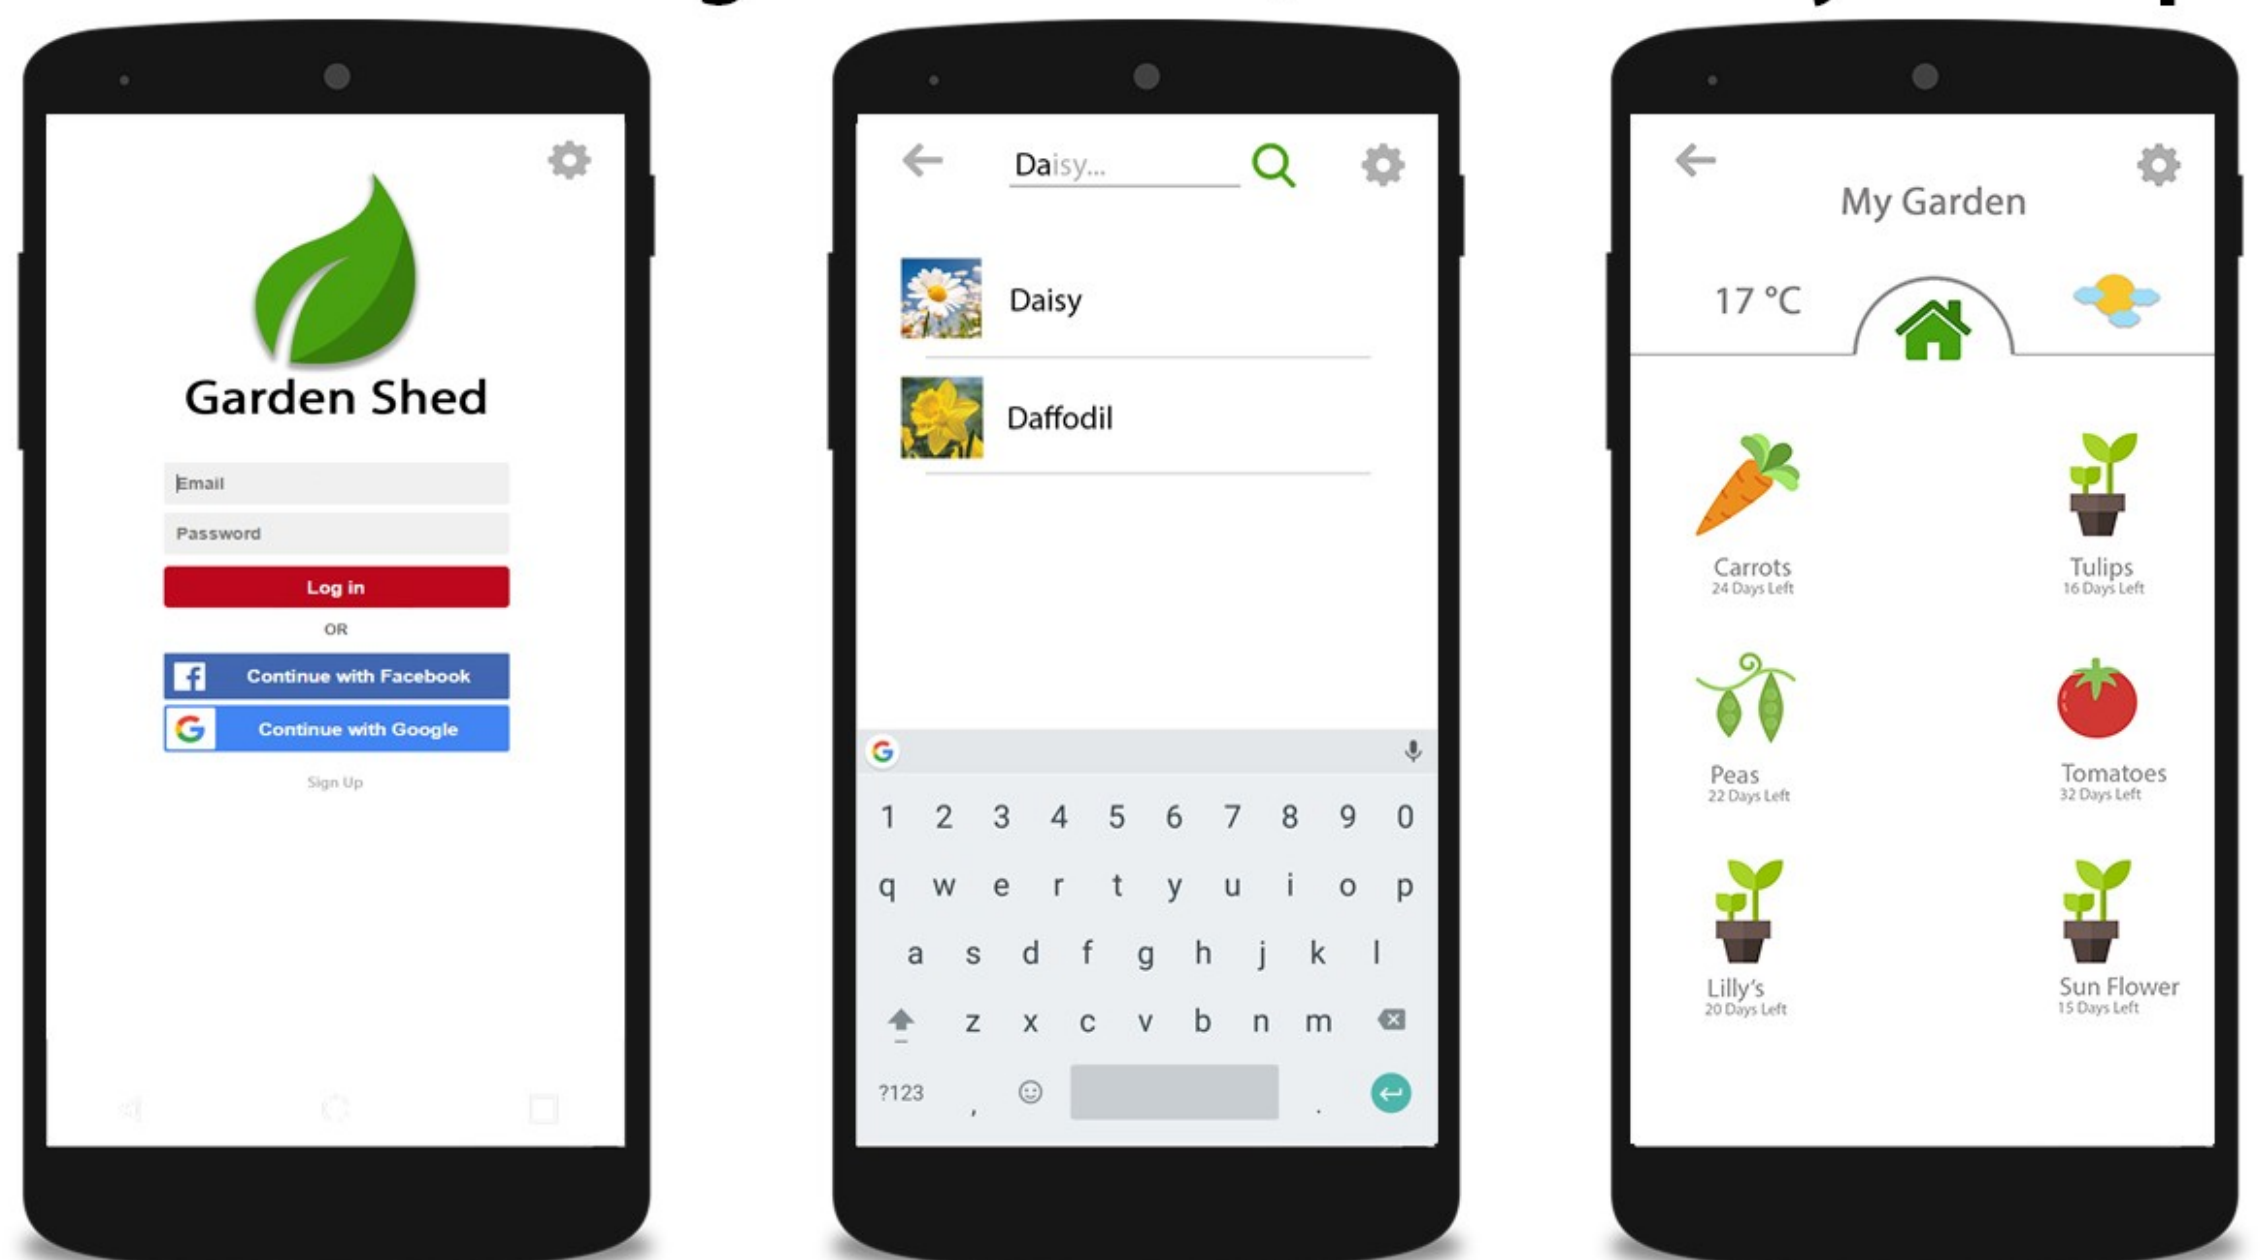 Garden Shed
Email
Password
Log in
OR
Continue with Facebook
Continue with Google
Sign Up
Daisy...
Daisy
Daffodil
1 2 3 4 5 6 7 8 9 0
q w e r t y u i o p
a s d f g h j k l
z x c v b n m
?123 , .
My Garden
17 °C
Carrots
24 Days Left
Tulips
16 Days Left
Peas
22 Days Left
Tomatoes
32 Days Left
Lilly's
20 Days Left
Sun Flower
15 Days Left